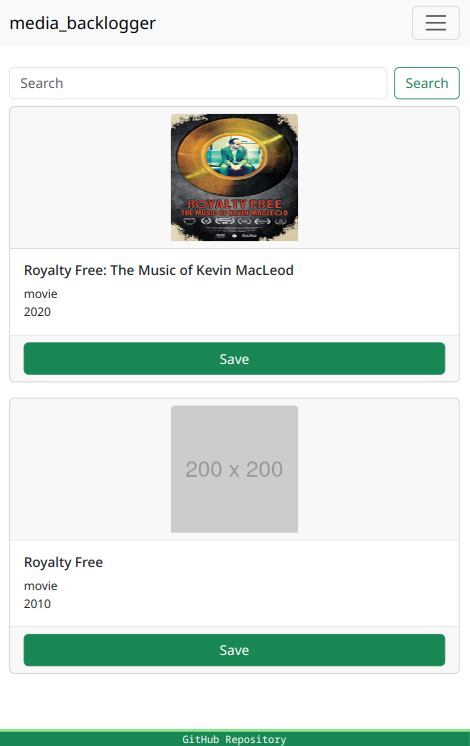 media_backlogger
Search
Search
ROYALTY FREE
THE MUSIC OF KEVIN MACLEOD
Royalty Free: The Music of Kevin MacLeod
movie
2020
Save
200 x 200
Royalty Free
movie
2010
Save
GitHub Repository